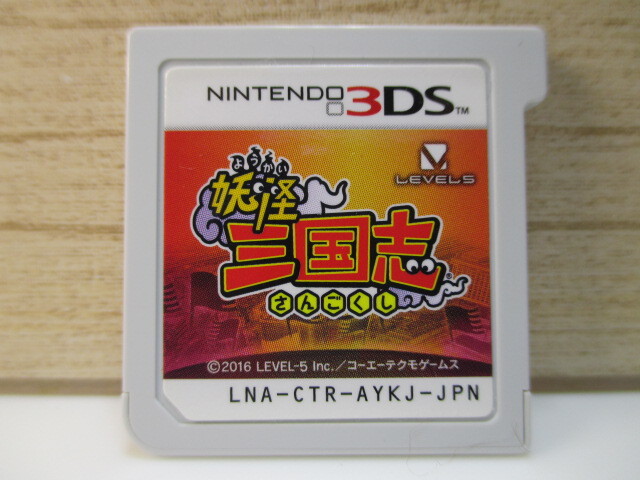 NINTENDO 3DS™
LEVEL5
ようかい
妖怪
三国志
さんごくし
©2016 LEVEL-5 Inc./コーエーテクモゲームス
LNA-CTR-AYKJ-JPN